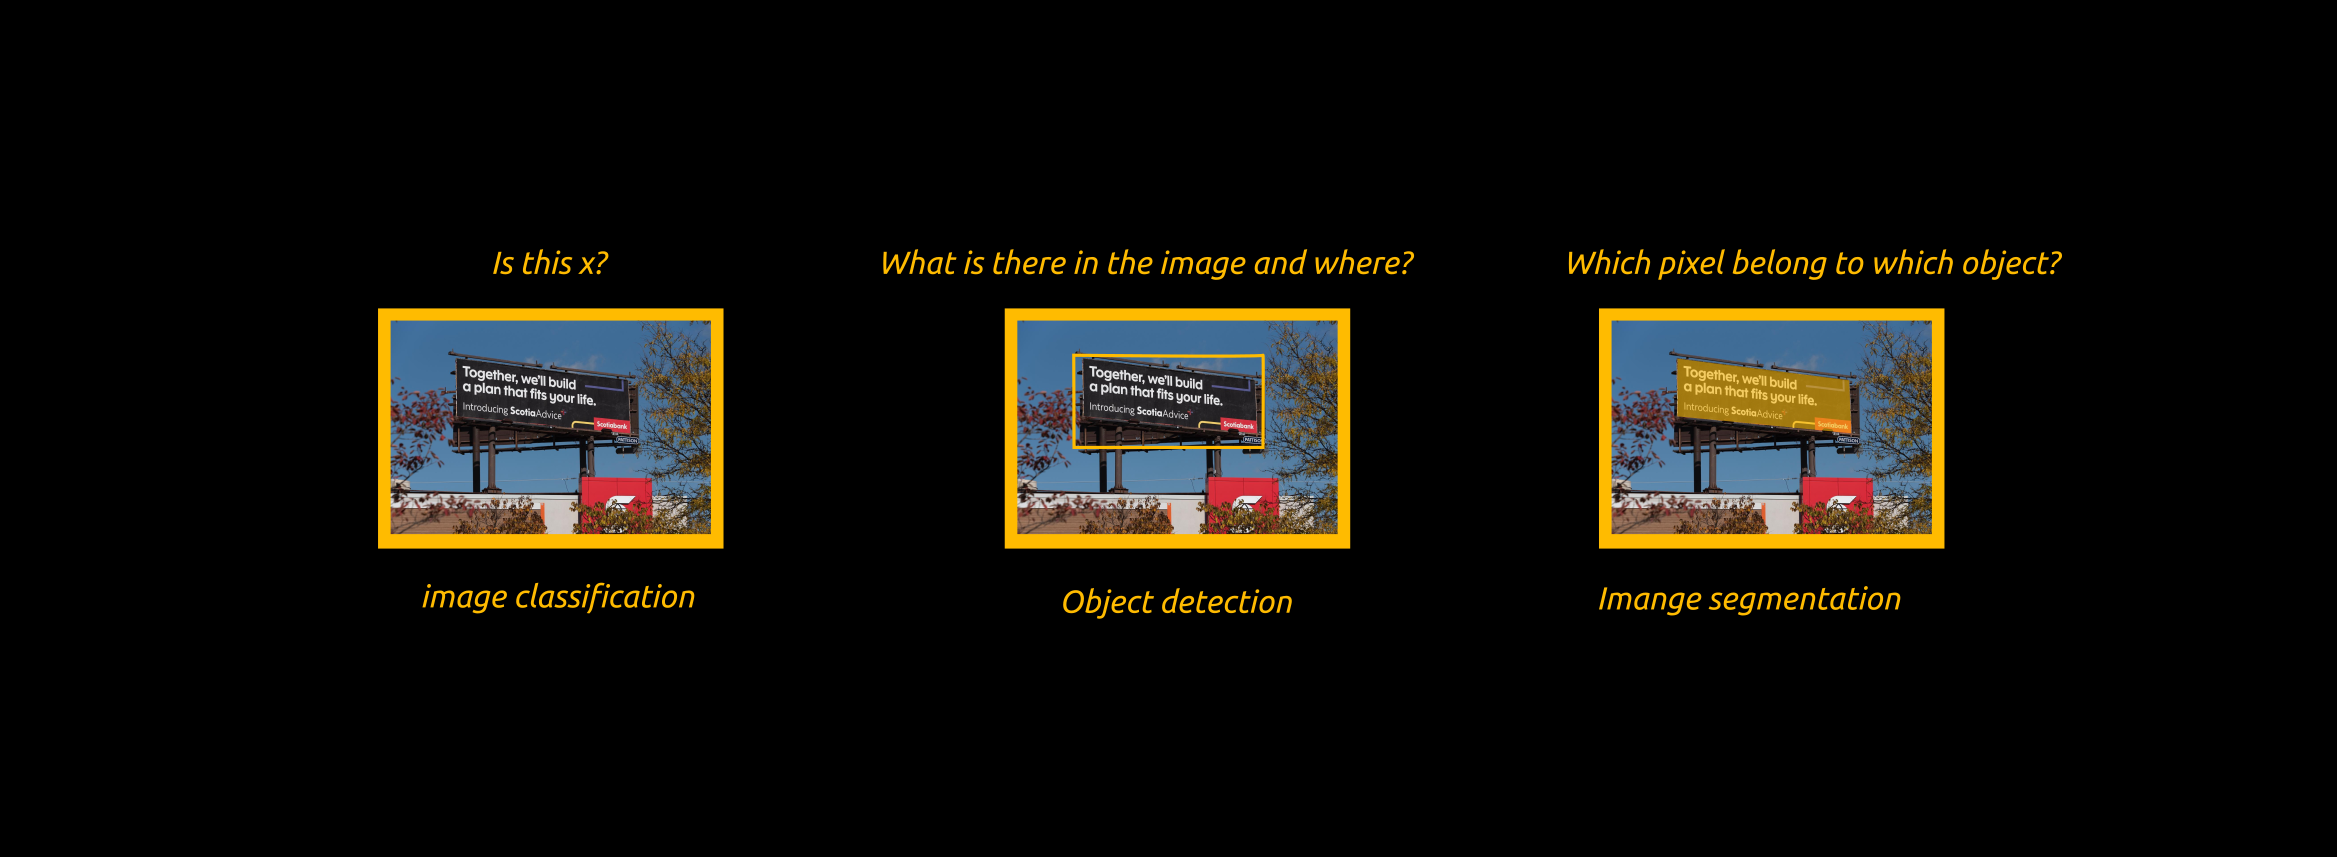 Is this x?
What is there in the image and where?
Which pixel belong to which object?
Together, we'll build
a plan that fits your life.
Introducing ScotiaAdvice+
Scotiabank
PATTISON
Together, we'll build
a plan that fits your life.
Introducing ScotiaAdvice+
Scotiabank
Together, we'll build
a plan that fits your life.
Introducing ScotiaAdvice+
Scotiabank
PATTISON
image classification
Object detection
Imange segmentation